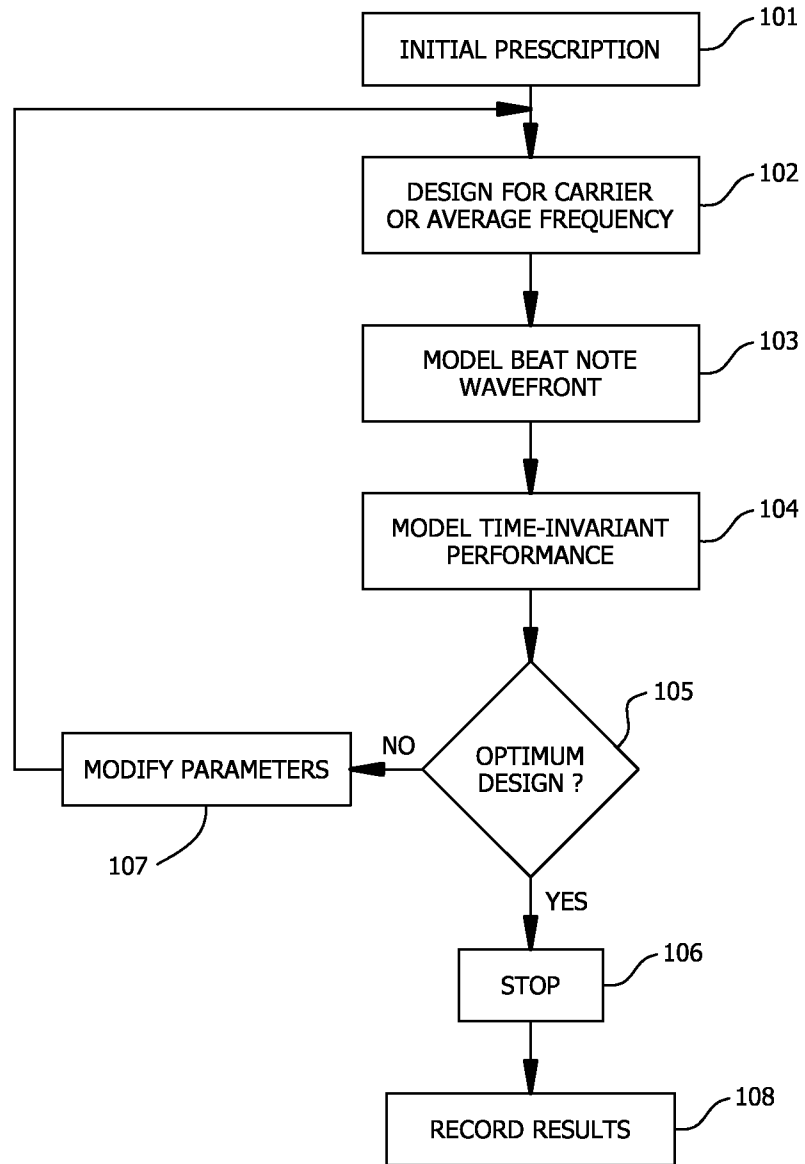 101
INITIAL PRESCRIPTION
102
DESIGN FOR CARRIER
OR AVERAGE FREQUENCY
103
MODEL BEAT NOTE
WAVEFRONT
104
MODEL TIME-INVARIANT
PERFORMANCE
105
OPTIMUM
DESIGN ?
NO
MODIFY PARAMETERS
107
YES
106
STOP
108
RECORD RESULTS